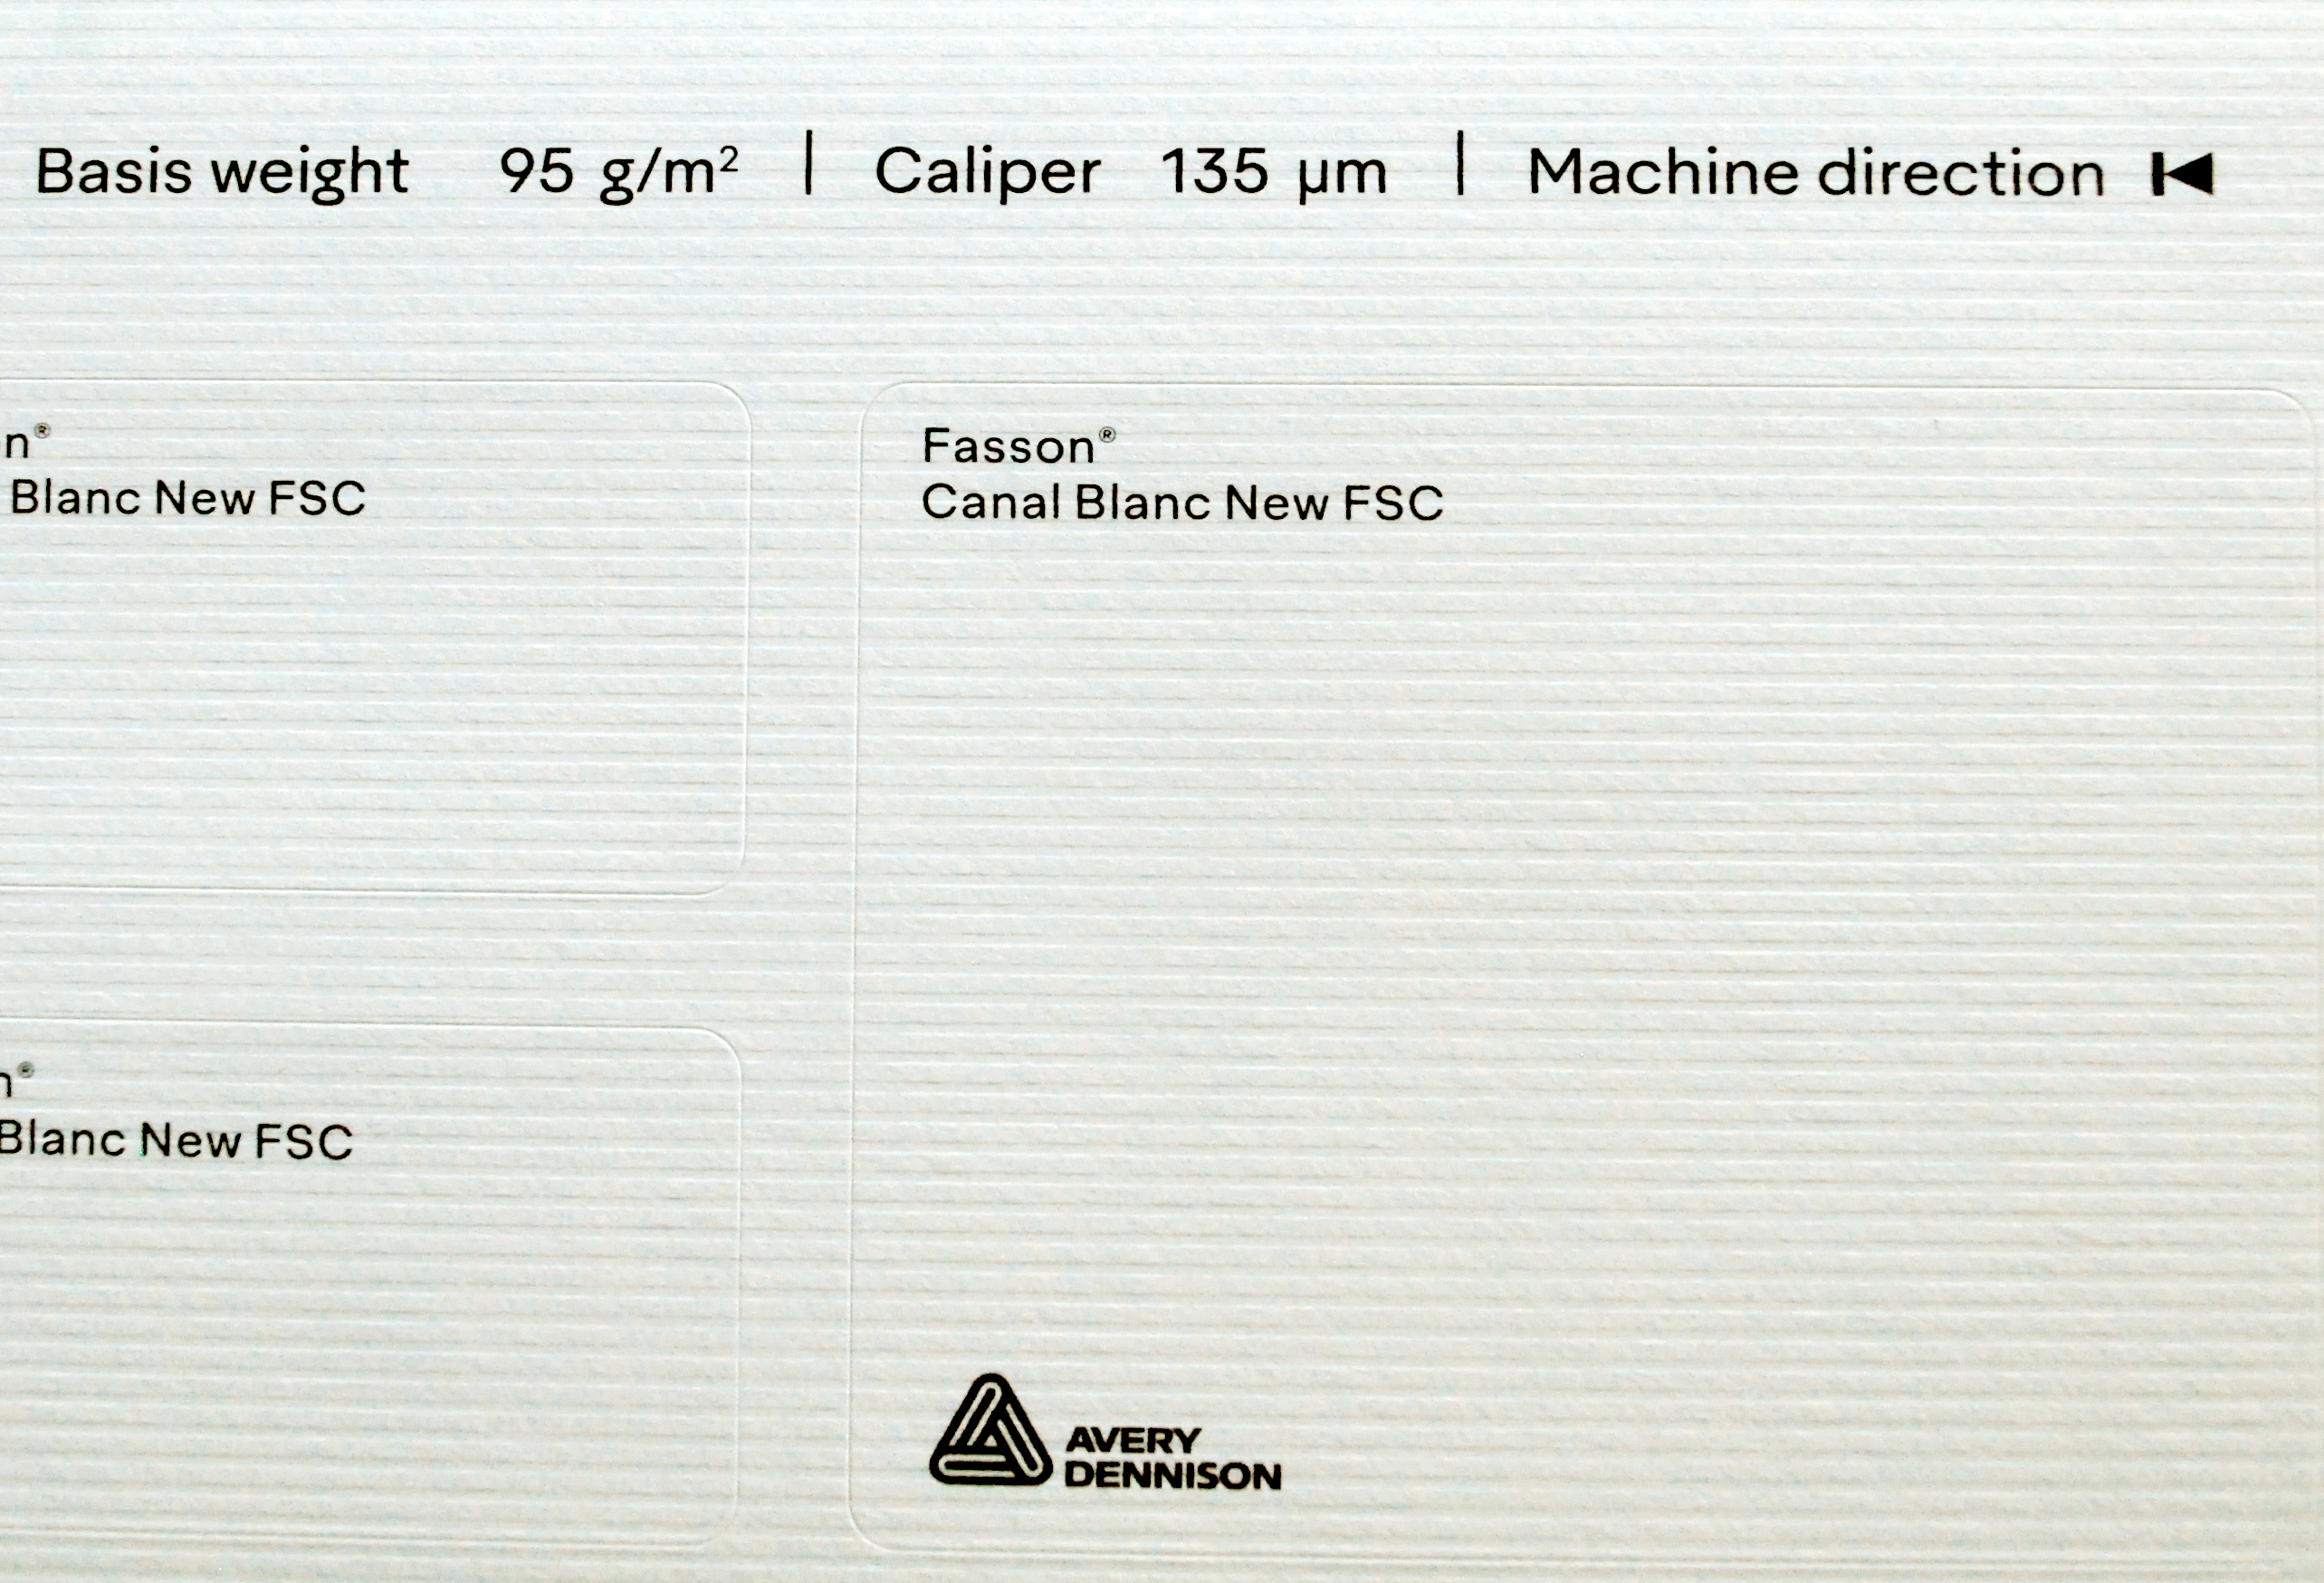 Basis weight 95 g/m² | Caliper 135 µm | Machine direction
n®
Blanc New FSC
Fasson®
Canal Blanc New FSC
n®
Blanc New FSC
AVERY
DENNISON